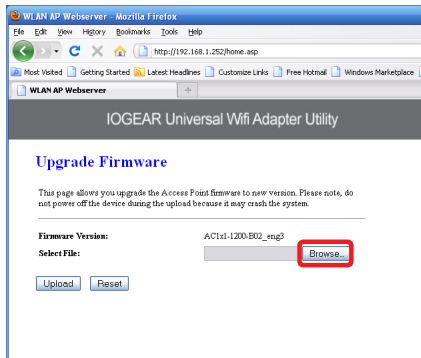 WLAN AP Webserver - Mozilla Firefox
File Edit View History Bookmarks Tools Help
http://192.168.1.252/home.asp
Most Visited Getting Started Latest Headlines Customize Links Free Hotmail Windows Marketplace
WLAN AP Webserver
IOGEAR Universal Wifi Adapter Utility
Upgrade Firmware
This page allows you upgrade the Access Point firmware to new version. Please note, do
not power off the device during the upload because it may crash the system.
Firmware Version: AC1x1-1200-B02_eng3
Select File: Browse...
Upload Reset